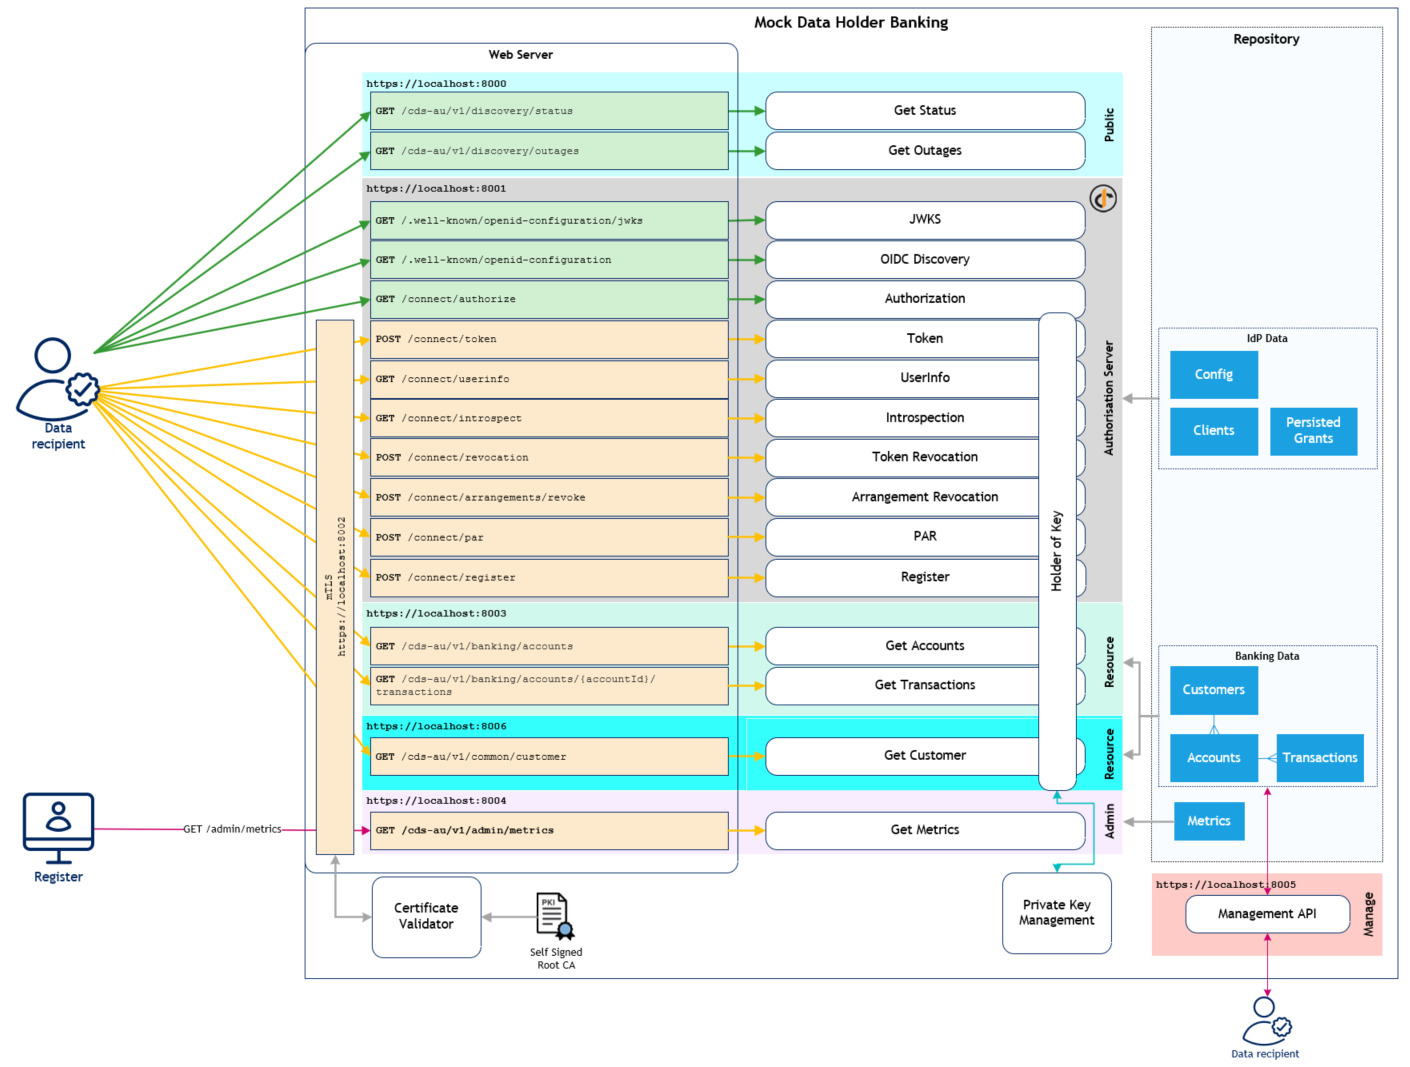 Mock Data Holder Banking
Web Server
Repository
https://localhost:8000
GET /cds-au/v1/discovery/status
Get Status
GET /cds-au/v1/discovery/outages
Get Outages
Public
https://localhost:8001
GET /.well-known/openid-configuration/jwks
JWKS
GET /.well-known/openid-configuration
OIDC Discovery
GET /connect/authorize
Authorization
POST /connect/token
Token
GET /connect/userinfo
UserInfo
GET /connect/introspect
Introspection
POST /connect/revocation
Token Revocation
POST /connect/arrangements/revoke
Arrangement Revocation
POST /connect/par
PAR
POST /connect/register
Register
Authorisation Server
Holder of Key
mTLS
https://localhost:8002
Data
recipient
IdP Data
Config
Clients
Persisted
Grants
https://localhost:8003
GET /cds-au/v1/banking/accounts
Get Accounts
GET /cds-au/v1/banking/accounts/{accountId}/
transactions
Get Transactions
Resource
https://localhost:8006
GET /cds-au/v1/common/customer
Get Customer
Resource
Banking Data
Customers
Accounts
Transactions
https://localhost:8004
GET /cds-au/v1/admin/metrics
Get Metrics
Admin
Metrics
GET /admin/metrics
Register
Certificate
Validator
PKI
Self Signed
Root CA
Private Key
Management
https://localhost:8005
Management API
Manage
Data recipient